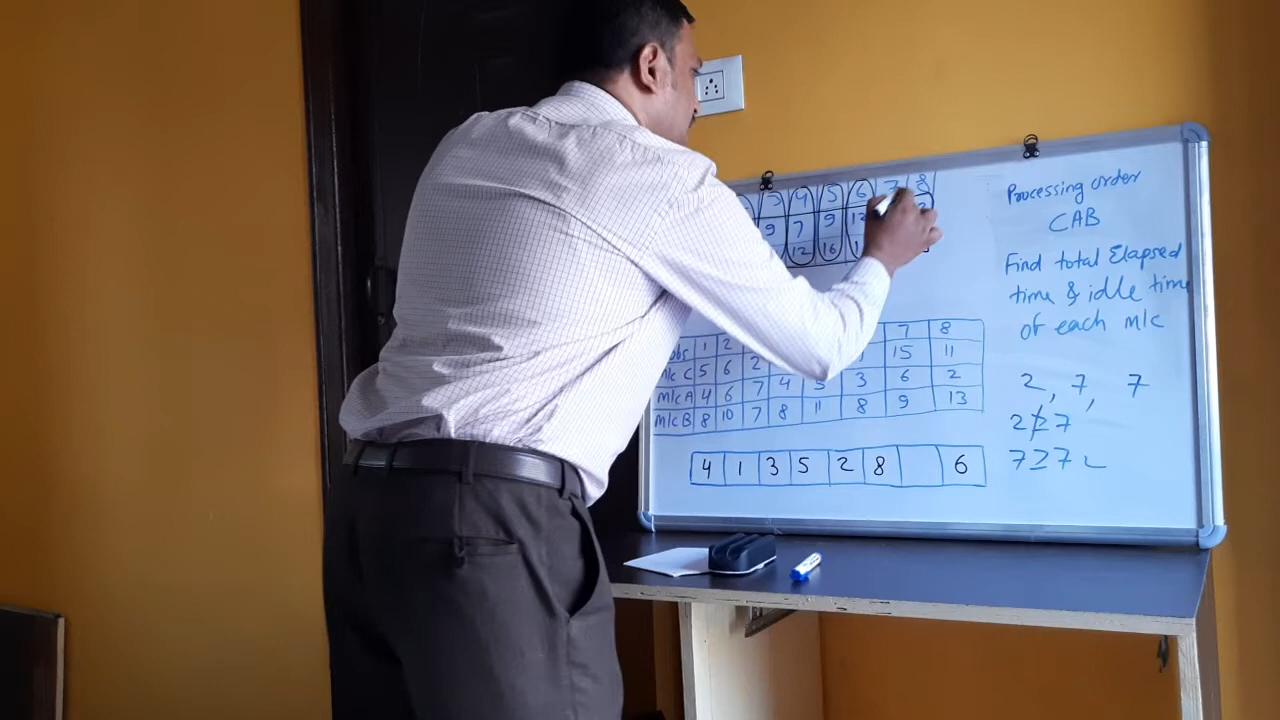 3 4 5 6 7 8
9 7 9 12
12 16 1
Processing order
CAB
Find total Elapsed
time & idle time
of each M/c
obs 1 2 7 8
M/c C 5 6 2 15 11
M/c A 4 6 7 4 5 3 6 2
M/c B 8 10 7 8 11 8 9 13
2, 7, 7
2 ≱ 7
7 ≥ 7
4 1 3 5 2 8 6